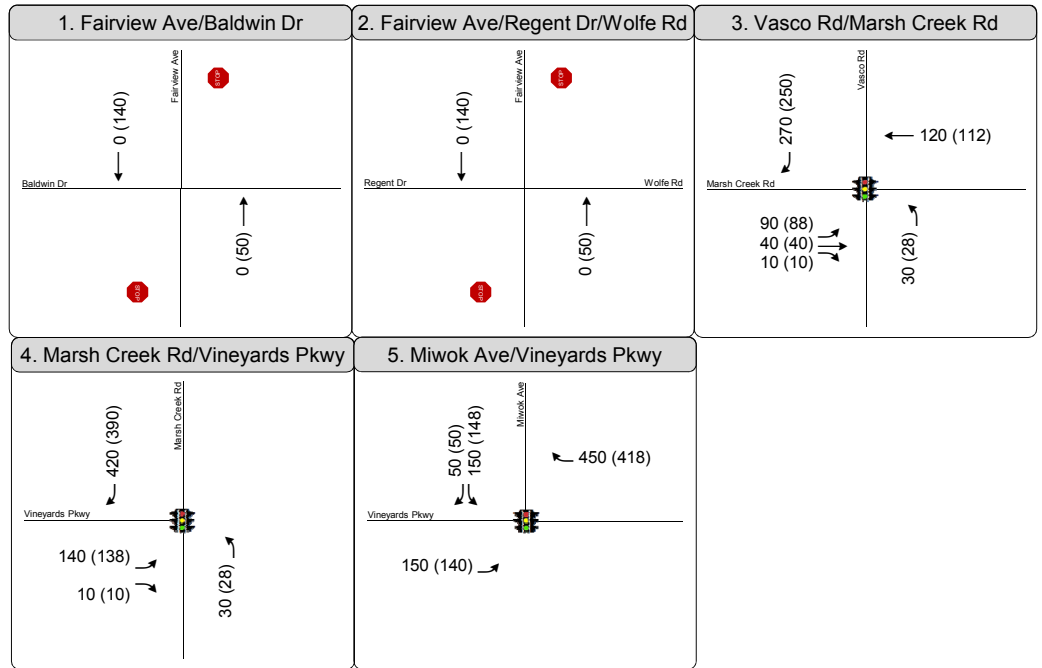 1. Fairview Ave/Baldwin Dr
Fairview Ave
STOP
0 (140)
Baldwin Dr
0 (50)
STOP
2. Fairview Ave/Regent Dr/Wolfe Rd
Fairview Ave
STOP
0 (140)
Regent Dr
Wolfe Rd
0 (50)
STOP
3. Vasco Rd/Marsh Creek Rd
Vasco Rd
270 (250)
120 (112)
Marsh Creek Rd
90 (88)
40 (40)
10 (10)
30 (28)
4. Marsh Creek Rd/Vineyards Pkwy
Marsh Creek Rd
420 (390)
Vineyards Pkwy
140 (138)
10 (10)
30 (28)
5. Miwok Ave/Vineyards Pkwy
Miwok Ave
50 (50)
150 (148)
450 (418)
Vineyards Pkwy
150 (140)